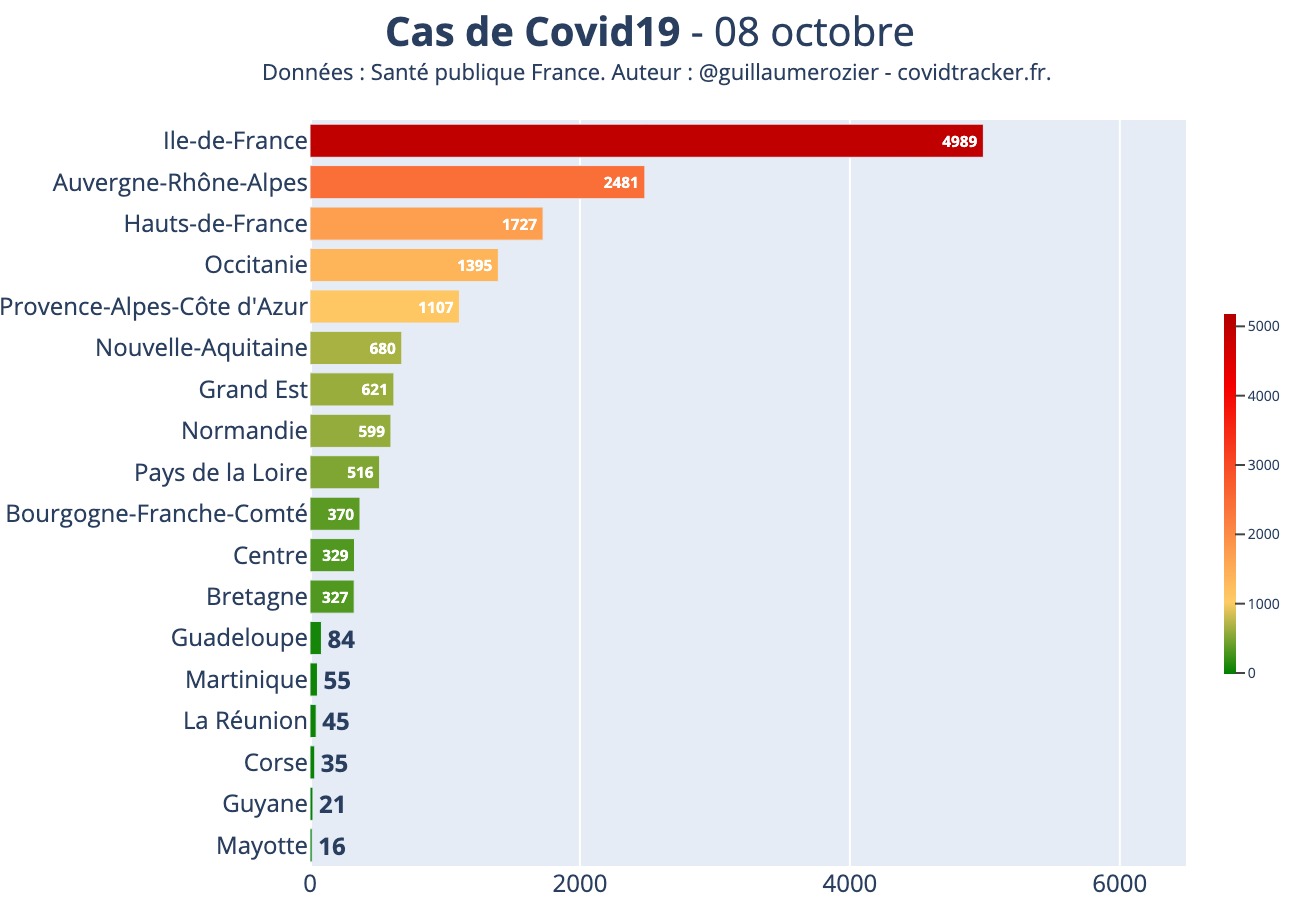 Cas de Covid19 - 08 octobre
Données : Santé publique France. Auteur : @guillaumerozier - covidtracker.fr.
Ile-de-France 4989
Auvergne-Rhône-Alpes 2481
Hauts-de-France 1727
Occitanie 1395
Provence-Alpes-Côte d'Azur 1107
Nouvelle-Aquitaine 680
Grand Est 621
Normandie 599
Pays de la Loire 516
Bourgogne-Franche-Comté 370
Centre 329
Bretagne 327
Guadeloupe 84
Martinique 55
La Réunion 45
Corse 35
Guyane 21
Mayotte 16
0 2000 4000 6000
5000
4000
3000
2000
1000
0